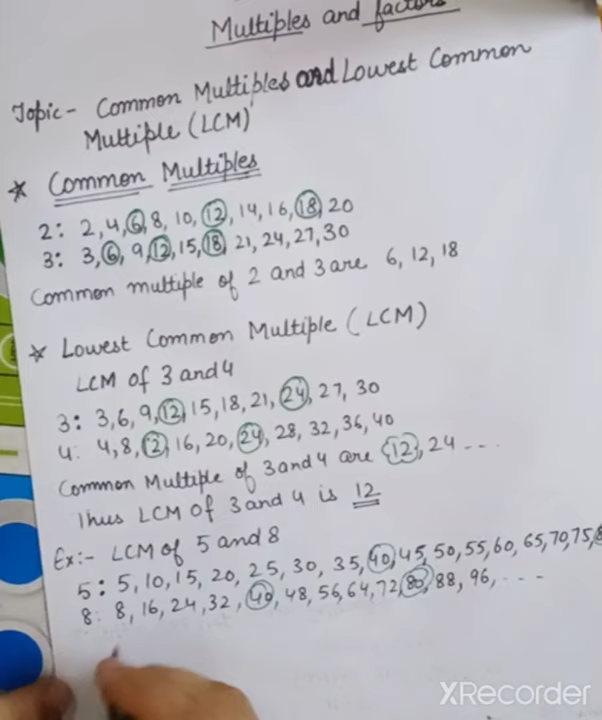 Multiples and factors
Topic- Common Multiples and Lowest Common
Multiple (LCM)
* Common Multiples
2: 2, 4, 6, 8, 10, 12, 14, 16, 18, 20
3: 3, 6, 9, 12, 15, 18, 21, 24, 27, 30
Common multiple of 2 and 3 are 6, 12, 18
* Lowest Common Multiple (LCM)
LCM of 3 and 4
3: 3, 6, 9, 12, 15, 18, 21, 24, 27, 30
4: 4, 8, 12, 16, 20, 24, 28, 32, 36, 40
Common Multiple of 3 and 4 are {12}, 24 ----
Thus LCM of 3 and 4 is 12
Ex:- LCM of 5 and 8
5: 5, 10, 15, 20, 25, 30, 35, 40, 45, 50, 55, 60, 65, 70, 75,
8: 8, 16, 24, 32, 40, 48, 56, 64, 72, 80, 88, 96, ----
XRecorder